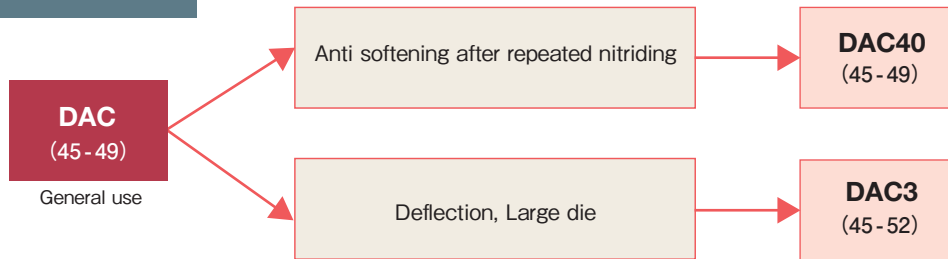 DAC
(45-49)
General use
Anti softening after repeated nitriding
DAC40
(45-49)
Deflection, Large die
DAC3
(45-52)